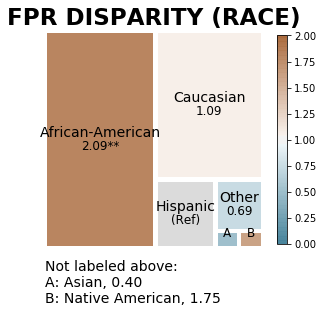 FPR DISPARITY (RACE)
African-American
2.09**
Caucasian
1.09
Hispanic
(Ref)
Other
0.69
A
B
2.00
1.75
1.50
1.25
1.00
0.75
0.50
0.25
0.00
Not labeled above:
A: Asian, 0.40
B: Native American, 1.75